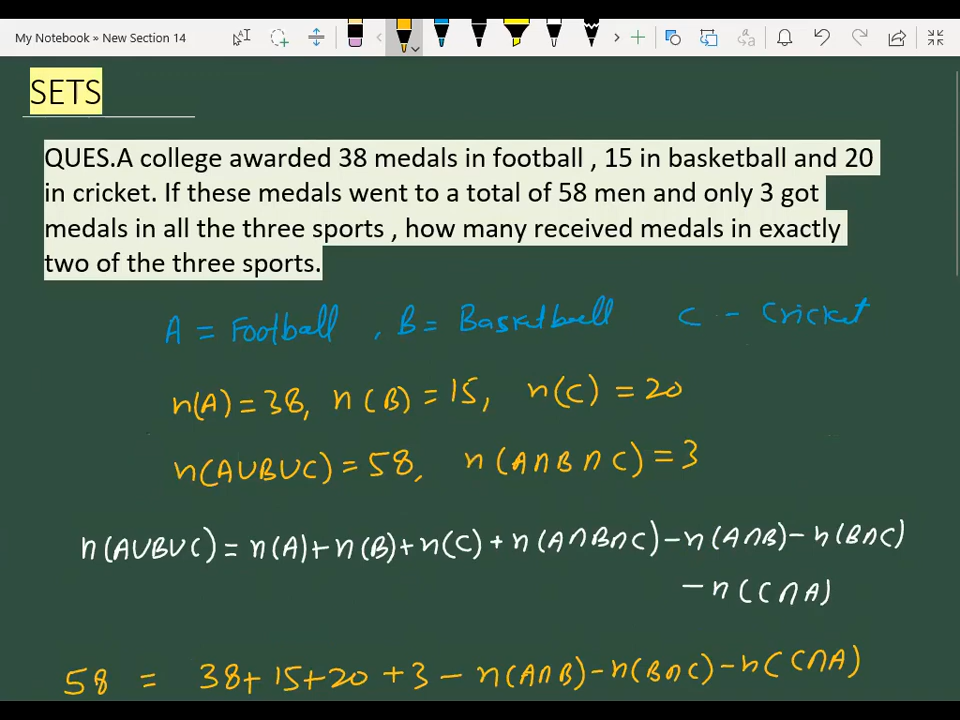 My Notebook » New Section 14
SETS
QUES.A college awarded 38 medals in football , 15 in basketball and 20
in cricket. If these medals went to a total of 58 men and only 3 got
medals in all the three sports , how many received medals in exactly
two of the three sports.
A = Football , B = Basketball C - Cricket
n(A) = 38, n(B) = 15, n(C) = 20
n(A∪B∪C) = 58, n(A∩B∩C) = 3
n(A∪B∪C) = n(A)+n(B)+n(C)+n(A∩B∩C)-n(A∩B)-n(B∩C)
-n(C∩A)
58 = 38+15+20+3-n(A∩B)-n(B∩C)-n(C∩A)